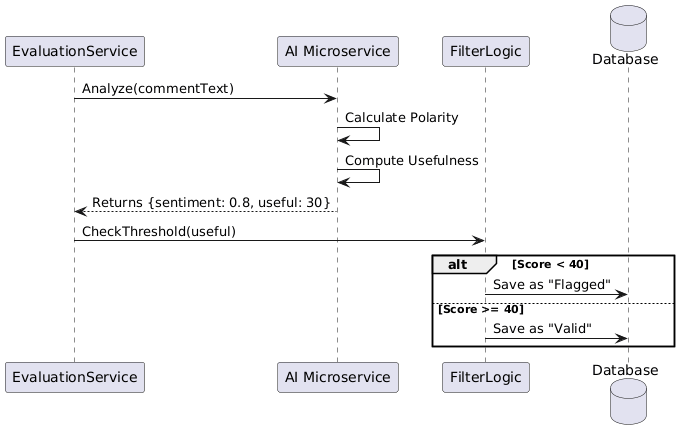 Database
EvaluationService
AI Microservice
FilterLogic
Analyze(commentText)
Calculate Polarity
Compute Usefulness
Returns {sentiment: 0.8, useful: 30}
CheckThreshold(useful)
alt
[Score < 40]
Save as "Flagged"
[Score >= 40]
Save as "Valid"
EvaluationService
AI Microservice
FilterLogic
Database